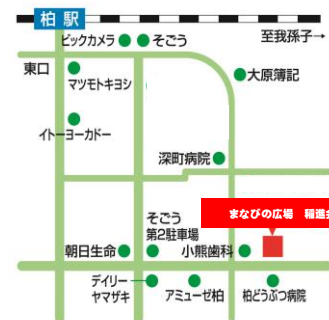 柏駅
ビックカメラ
そごう
至我孫子→
東口
マツモトキヨシ
大原簿記
イトーヨーカドー
深町病院
まなびの広場 稲進
そごう
第2駐車場
朝日生命
小熊歯科
デイリー
ヤマザキ
アミューゼ柏
柏どうぶつ病院